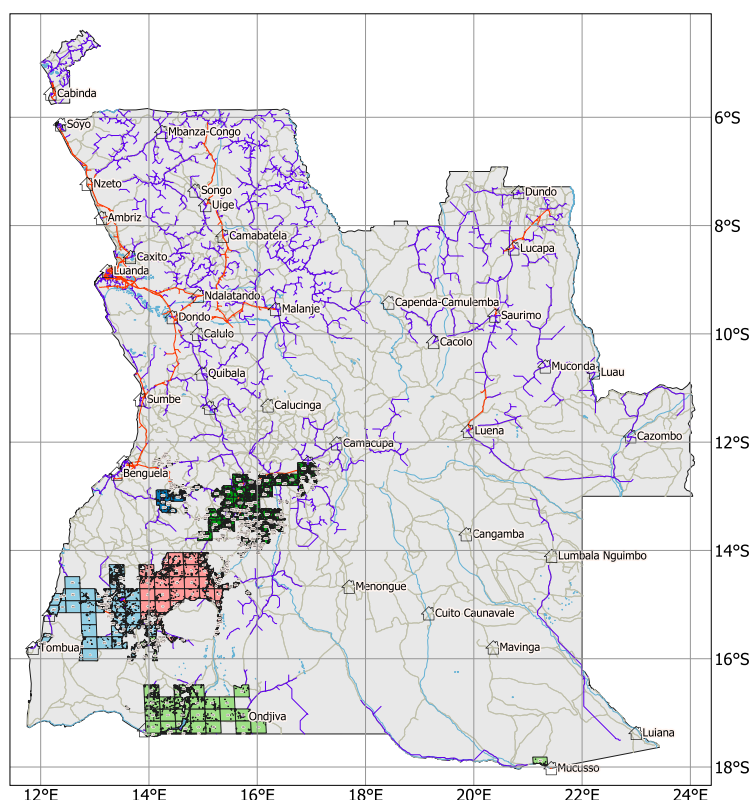 Cabinda
6°S
Soyo
Mbanza-Congo
Nzeto
Songo
Dundo
Uige
Ambriz
8°S
Camabatela
Lucapa
Caxito
Luanda
Ndalatando
Capenda-Camulemba
Malanje
Dondo
Saurimo
Calulo
10°S
Cacolo
Quibala
Muconda
Luau
Sumbe
Calucinga
Luena
Cazombo
Camacupa
12°S
Benguela
Cangamba
14°S
Lumbala Nguimbo
Menongue
Cuito Caunavale
Tombua
Mavinga
16°S
Ondjiva
Luiana
Mucusso
18°S
12°E 14°E 16°E 18°E 20°E 22°E 24°E